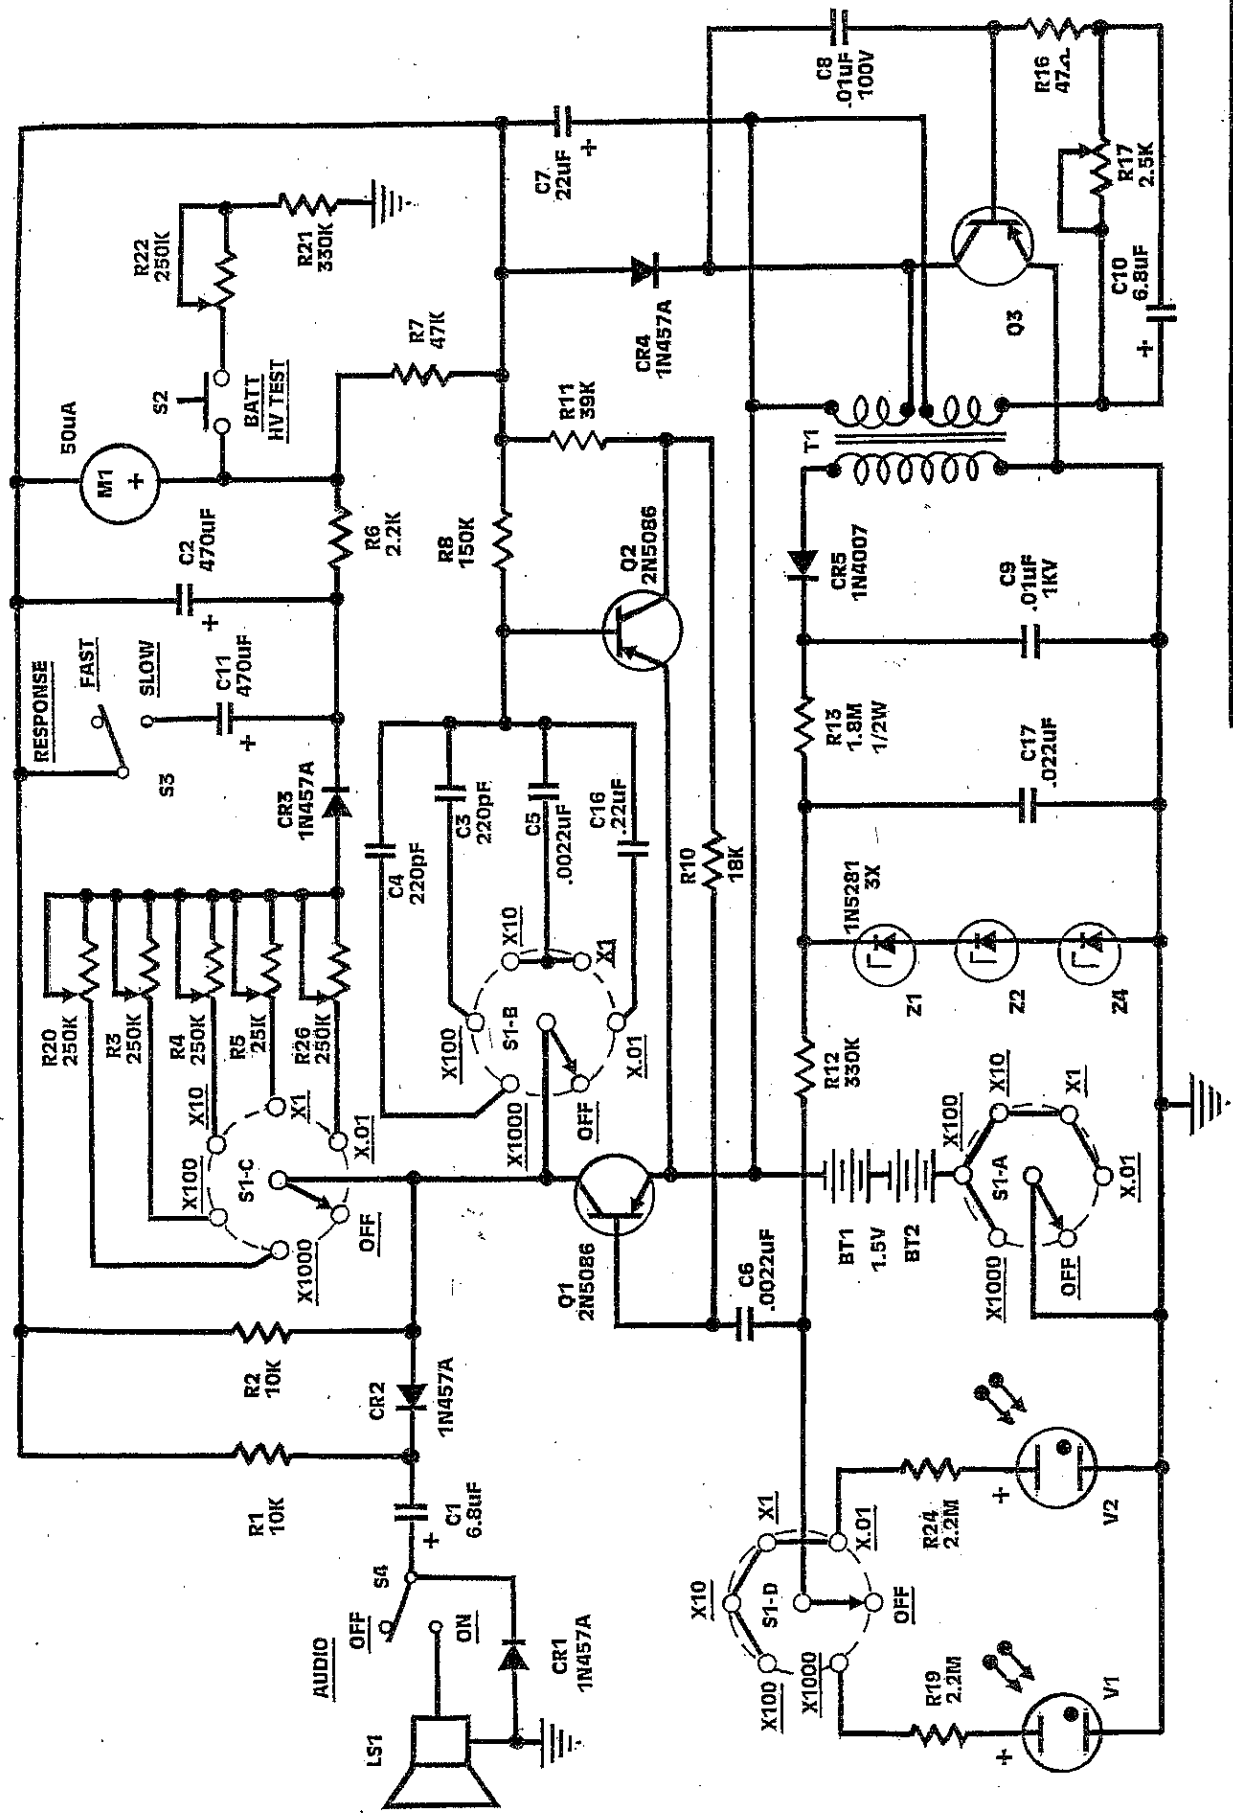 AUDIO
OFF
ON
S4
LS1
CR1
1N457A
R1
10K
C1
6.8uF
R2
10K
CR2
1N457A
X1000
X100
X10
X1
X.01
OFF
S1-C
R20
250K
R3
250K
R4
250K
R5
25K
R26
250K
CR3
1N457A
RESPONSE
FAST
SLOW
S3
C11
470uF
C2
470uF
50uA
M1
+
S2
BATT
HV TEST
R22
250K
R21
330K
R6
2.2K
R7
47K
C4
220pF
C3
220pF
C5
.0022uF
C16
.22uF
X1000
X100
X10
X1
X.01
OFF
S1-B
R8
150K
R11
39K
Q1
2N5086
Q2
2N5086
R10
18K
C7
22uF
+
CR4
1N457A
C8
.01uF
100V
C6
.0022uF
X100
X10
X1
X1000
X.01
OFF
S1-D
R19
2.2M
V1
+
R24
2.2M
V2
+
BT1
1.5V
BT2
X1000
X100
X10
X1
X.01
OFF
S1-A
R12
330K
1N5281
3X
Z1
Z2
Z4
R13
1.8M
1/2W
C17
.022uF
CR5
1N4007
C9
.01uF
1KV
T1
Q3
R16
47Ω
R17
2.5K
C10
6.8uF
+